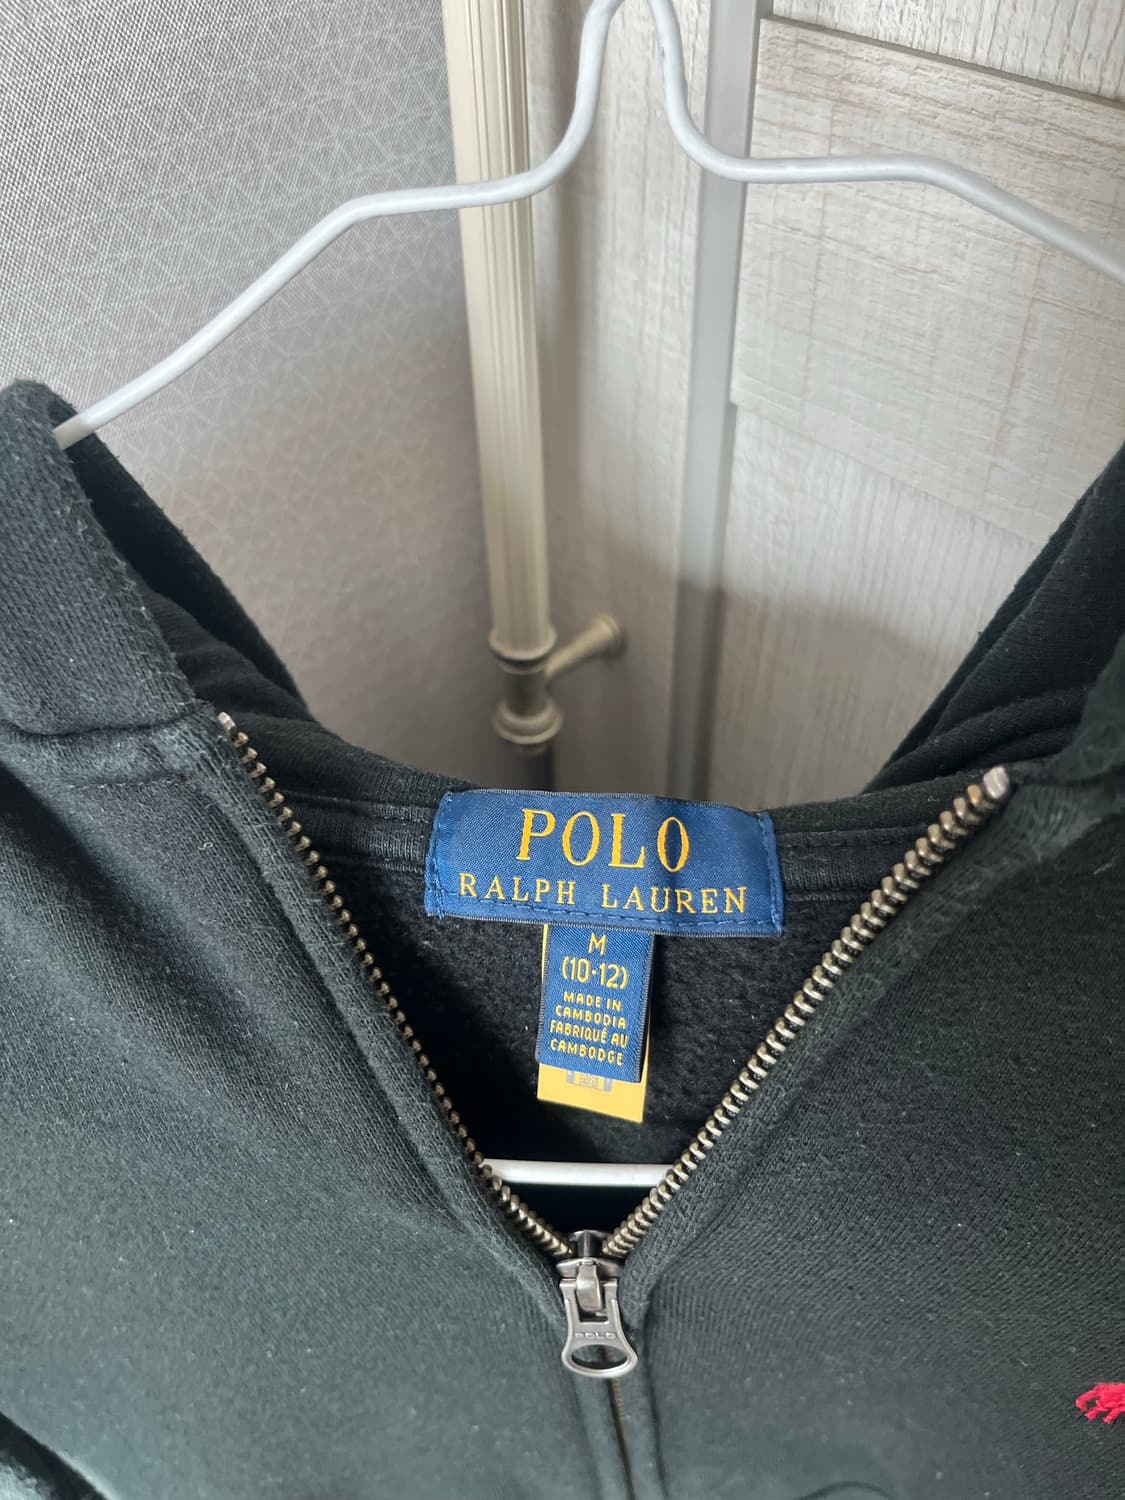 POLO
RALPH LAUREN
M
(10-12)
MADE IN
CAMBODIA
FABRIQUÉ AU
CAMBODGE
POLO